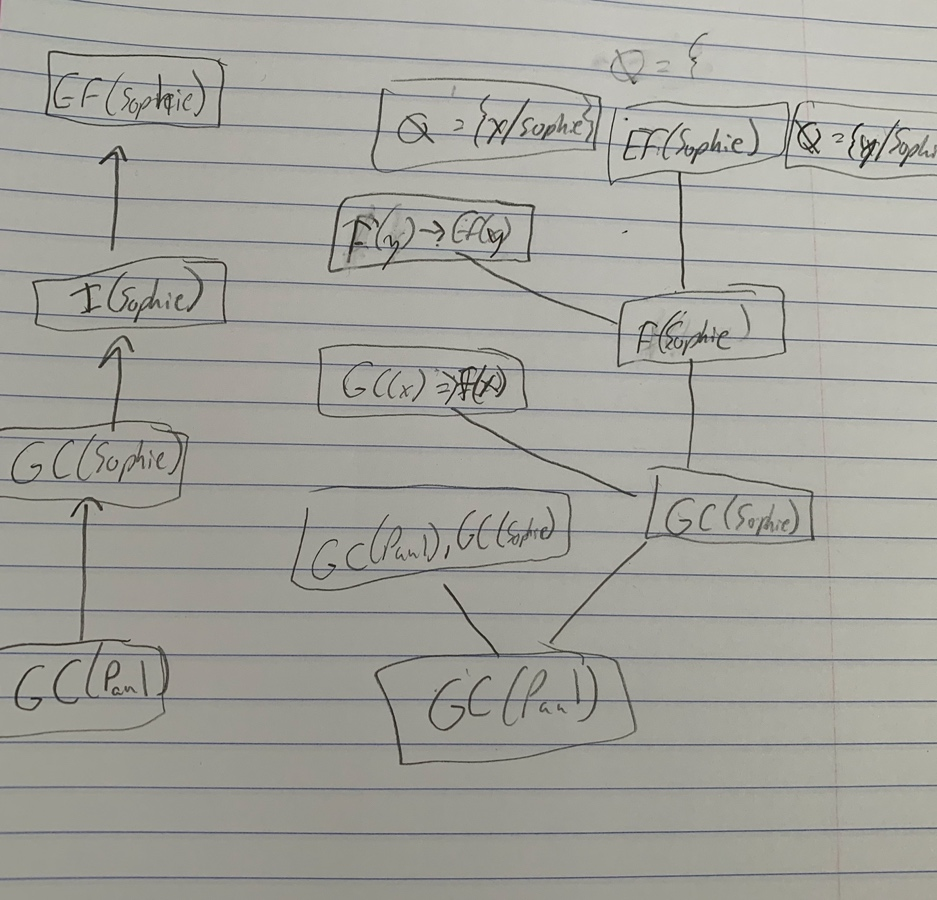 Q = {
EF(Sophie)
Q = {x/Sophie}
EF(Sophie)
Q = {y/Sophi
F(y) → EF(y)
I(Sophie)
F(Sophie)
GC(x) => F(x)
GC(Sophie)
GC(Paul), GC(Sophie)
GC(Sophie)
GC(Paul)
GC(Paul)